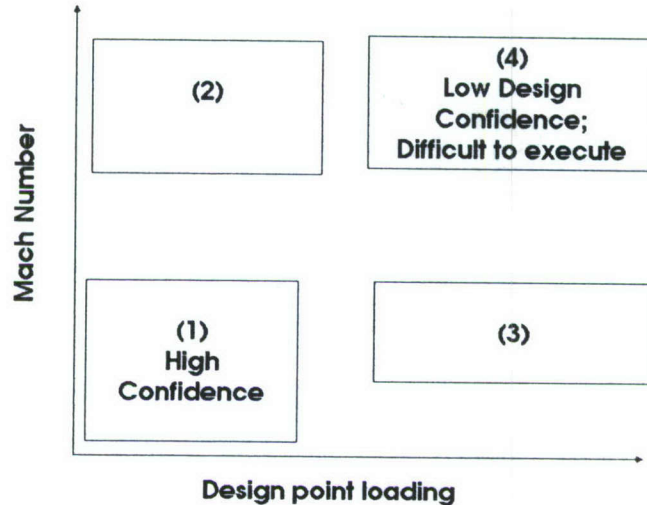 Mach Number
(2)
(4)
Low Design
Confidence;
Difficult to execute
(1)
High
Confidence
(3)
Design point loading